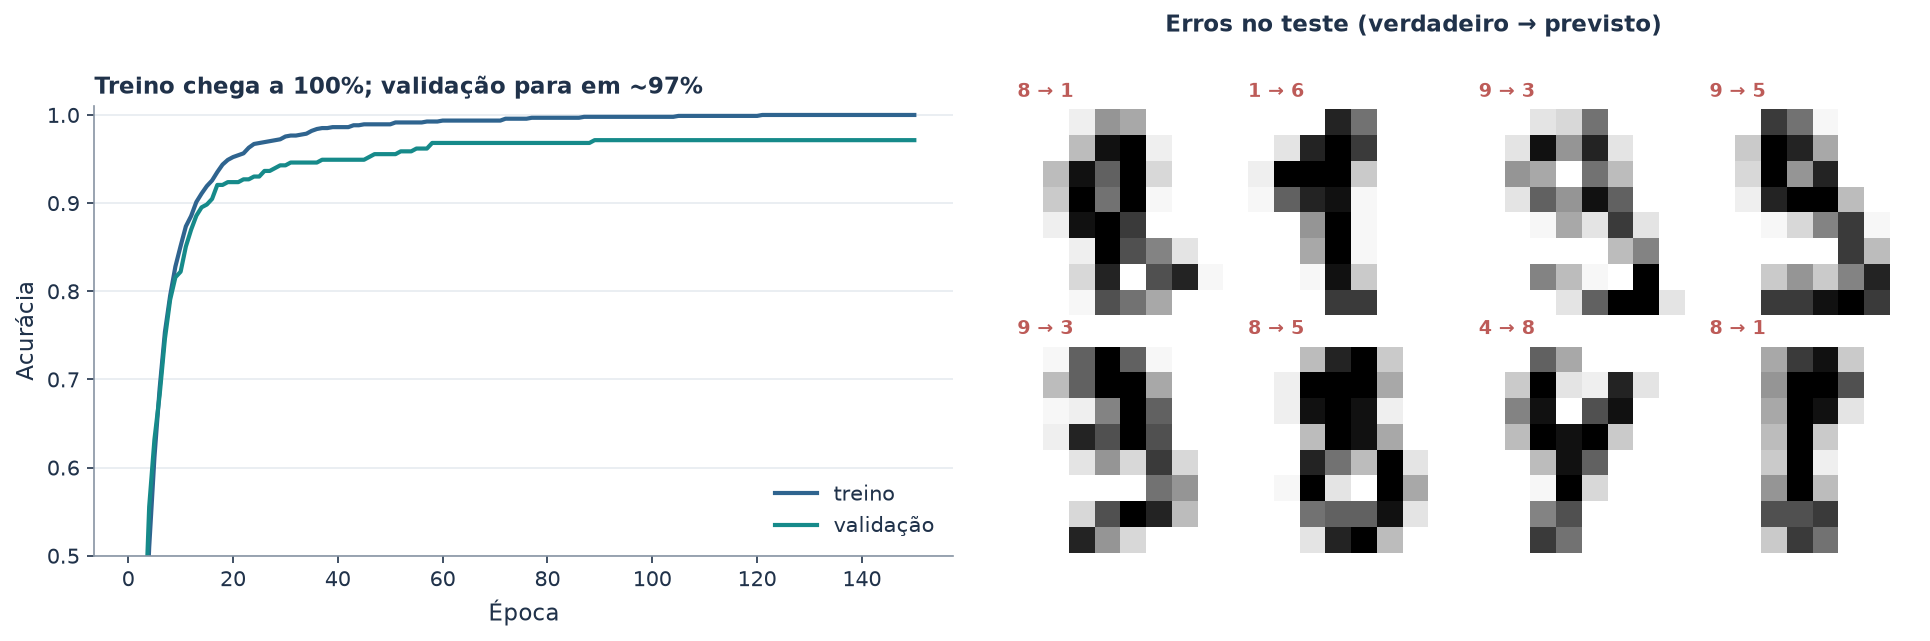 Treino chega a 100%; validação para em ~97%
Acurácia
1.0
0.9
0.8
0.7
0.6
0.5
0 20 40 60 80 100 120 140
Época
treino
validação
Erros no teste (verdadeiro → previsto)
8 → 1 1 → 6 9 → 3 9 → 5
9 → 3 8 → 5 4 → 8 8 → 1